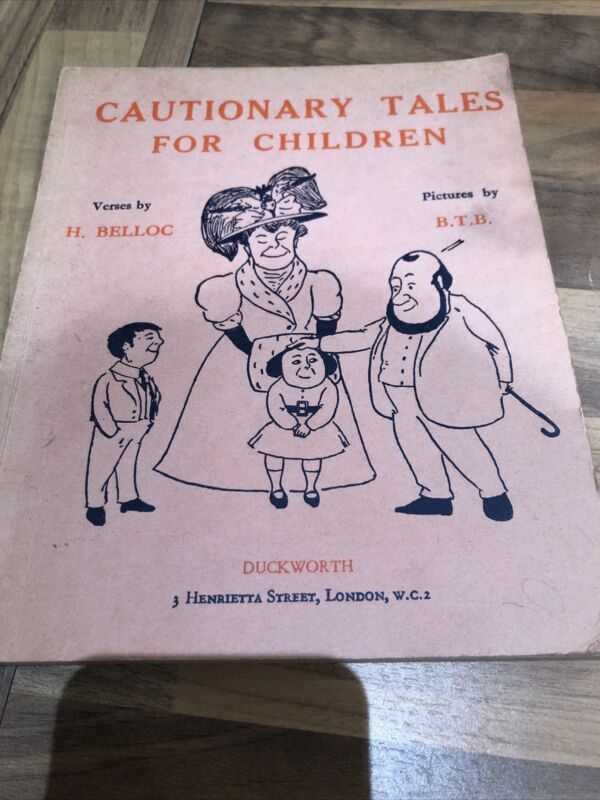 CAUTIONARY TALES
FOR CHILDREN
Verses by
H. BELLOC
Pictures by
B.T.B.
DUCKWORTH
3 HENRIETTA STREET, LONDON, W.C.2